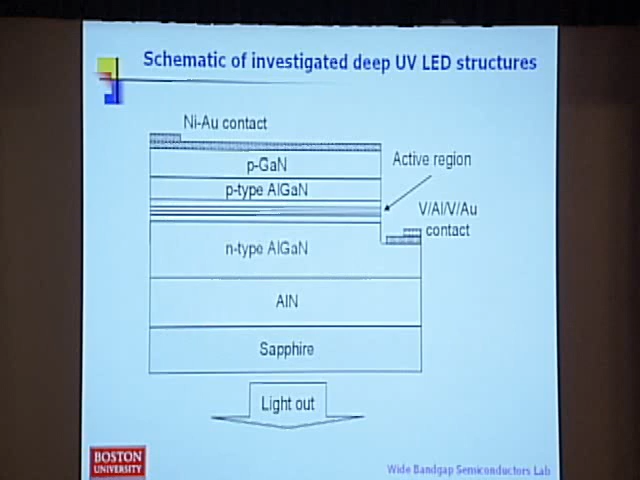 Schematic of investigated deep UV LED structures
Ni-Au contact
p-GaN
Active region
p-type AlGaN
V/Al/V/Au
contact
n-type AlGaN
AlN
Sapphire
Light out
BOSTON
UNIVERSITY
Wide Bandgap Semiconductors Lab